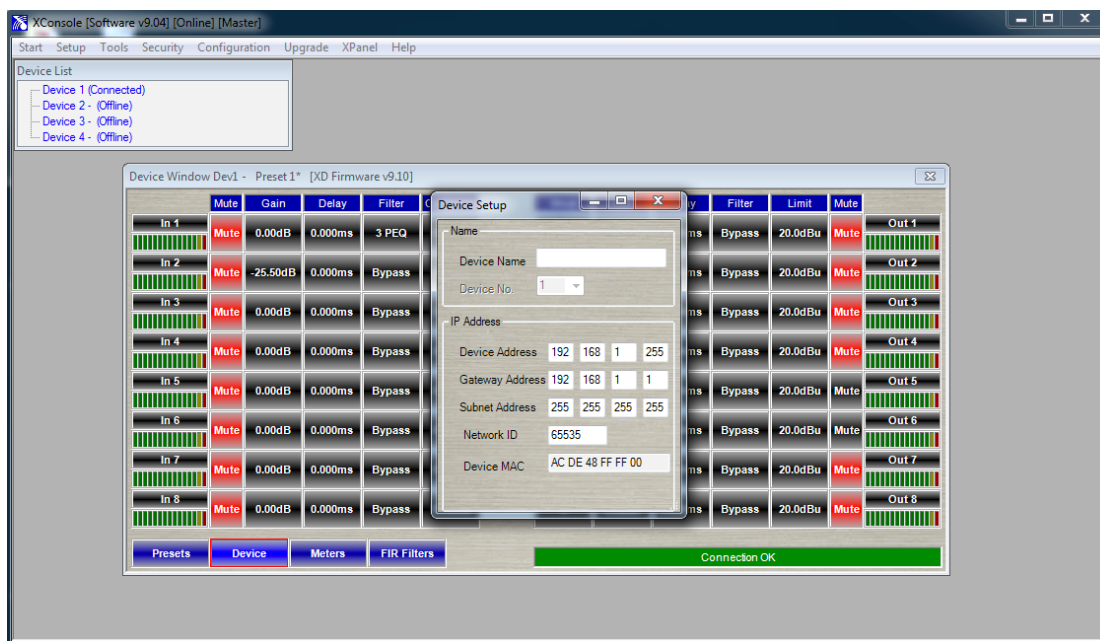 XConsole [Software v9.04] [Online] [Master]
Start Setup Tools Security Configuration Upgrade XPanel Help
Device List
Device 1 (Connected)
Device 2 - (Offline)
Device 3 - (Offline)
Device 4 - (Offline)
Device Window Dev1 - Preset 1* [XD Firmware v9.10]
Mute Gain Delay Filter Filter Limit Mute
In 1 Mute 0.00dB 0.000ms 3 PEQ ms Bypass 20.0dBu Mute Out 1
In 2 Mute -25.50dB 0.000ms Bypass ms Bypass 20.0dBu Mute Out 2
In 3 Mute 0.00dB 0.000ms Bypass ms Bypass 20.0dBu Mute Out 3
In 4 Mute 0.00dB 0.000ms Bypass ms Bypass 20.0dBu Mute Out 4
In 5 Mute 0.00dB 0.000ms Bypass ms Bypass 20.0dBu Mute Out 5
In 6 Mute 0.00dB 0.000ms Bypass ms Bypass 20.0dBu Mute Out 6
In 7 Mute 0.00dB 0.000ms Bypass ms Bypass 20.0dBu Mute Out 7
In 8 Mute 0.00dB 0.000ms Bypass ms Bypass 20.0dBu Mute Out 8
Device Setup
Name
Device Name
Device No. 1
IP Address
Device Address 192 168 1 255
Gateway Address 192 168 1 1
Subnet Address 255 255 255 255
Network ID 65535
Device MAC AC DE 48 FF FF 00
Presets Device Meters FIR Filters
Connection OK